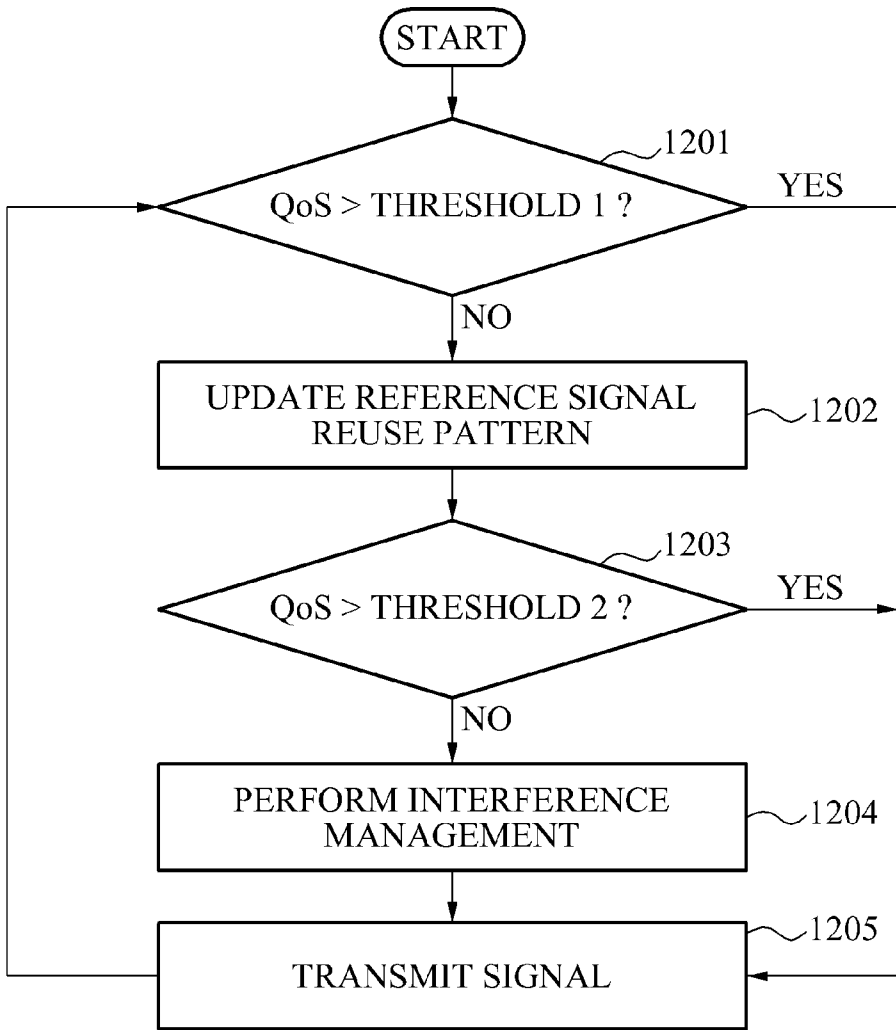 START
1201
QoS > THRESHOLD 1 ?
YES
NO
UPDATE REFERENCE SIGNAL
REUSE PATTERN
1202
1203
QoS > THRESHOLD 2 ?
YES
NO
PERFORM INTERFERENCE
MANAGEMENT
1204
1205
TRANSMIT SIGNAL